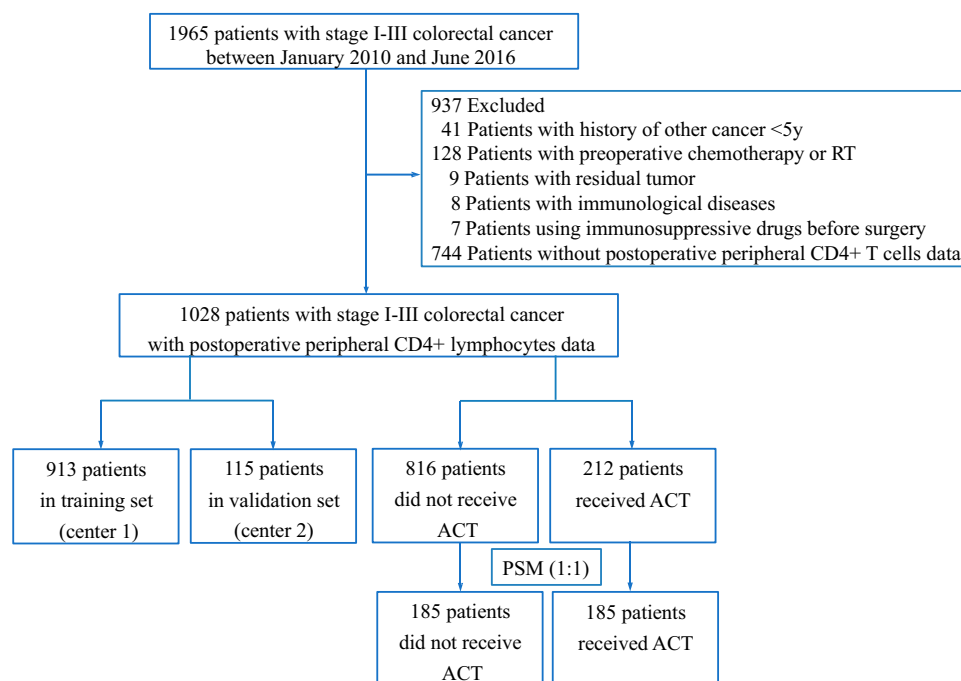 1965 patients with stage I-III colorectal cancer
between January 2010 and June 2016
937 Excluded
41 Patients with history of other cancer <5y
128 Patients with preoperative chemotherapy or RT
9 Patients with residual tumor
8 Patients with immunological diseases
7 Patients using immunosuppressive drugs before surgery
744 Patients without postoperative peripheral CD4+ T cells data
1028 patients with stage I-III colorectal cancer
with postoperative peripheral CD4+ lymphocytes data
913 patients
in training set
(center 1)
115 patients
in validation set
(center 2)
816 patients
did not receive
ACT
212 patients
received ACT
PSM (1:1)
185 patients
did not receive
ACT
185 patients
received ACT